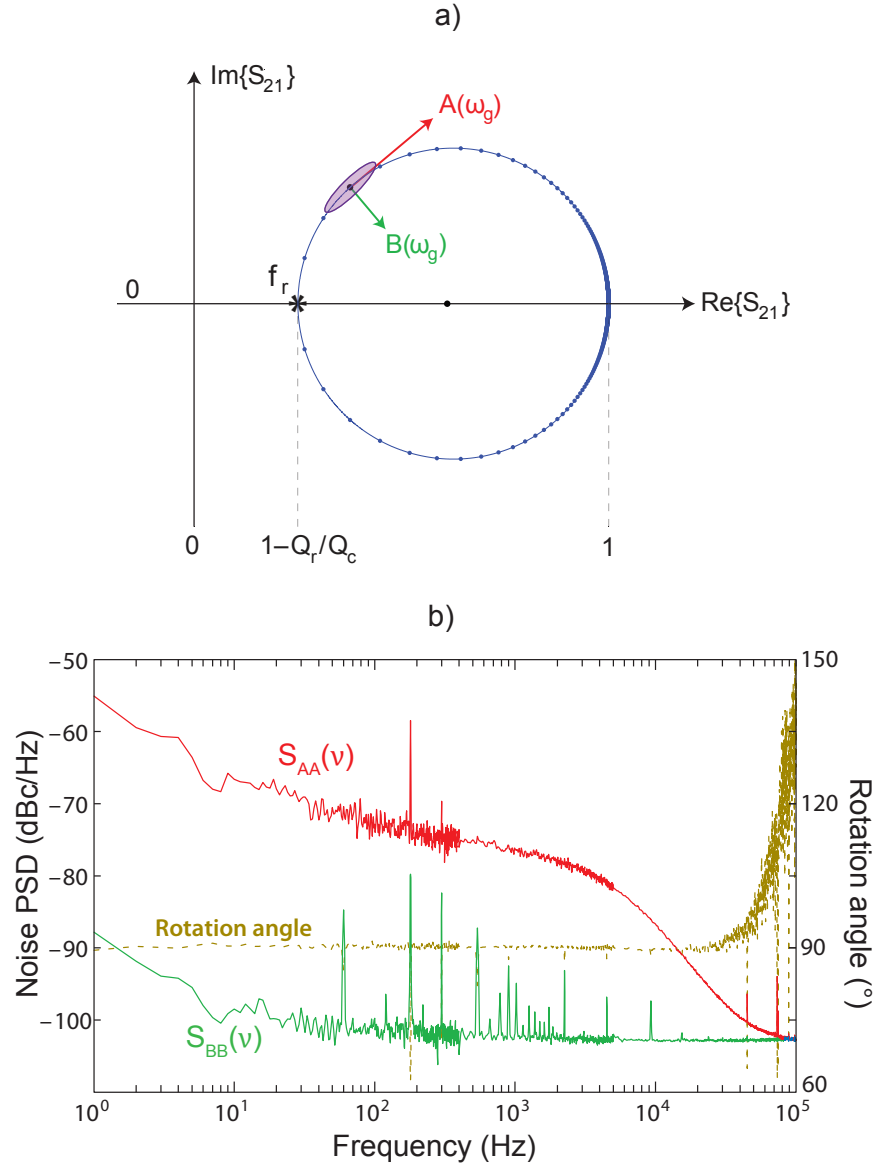 a)
Im{S21}
A(ωg)
B(ωg)
0
fr
Re{S21}
0
1−Qr/Qc
1
b)
Noise PSD (dBc/Hz)
−50
−60
−70
−80
−90
−100
SAA(ν)
Rotation angle
SBB(ν)
150
120
90
60
Rotation angle (°)
10^0
10^1
10^2
10^3
10^4
10^5
Frequency (Hz)